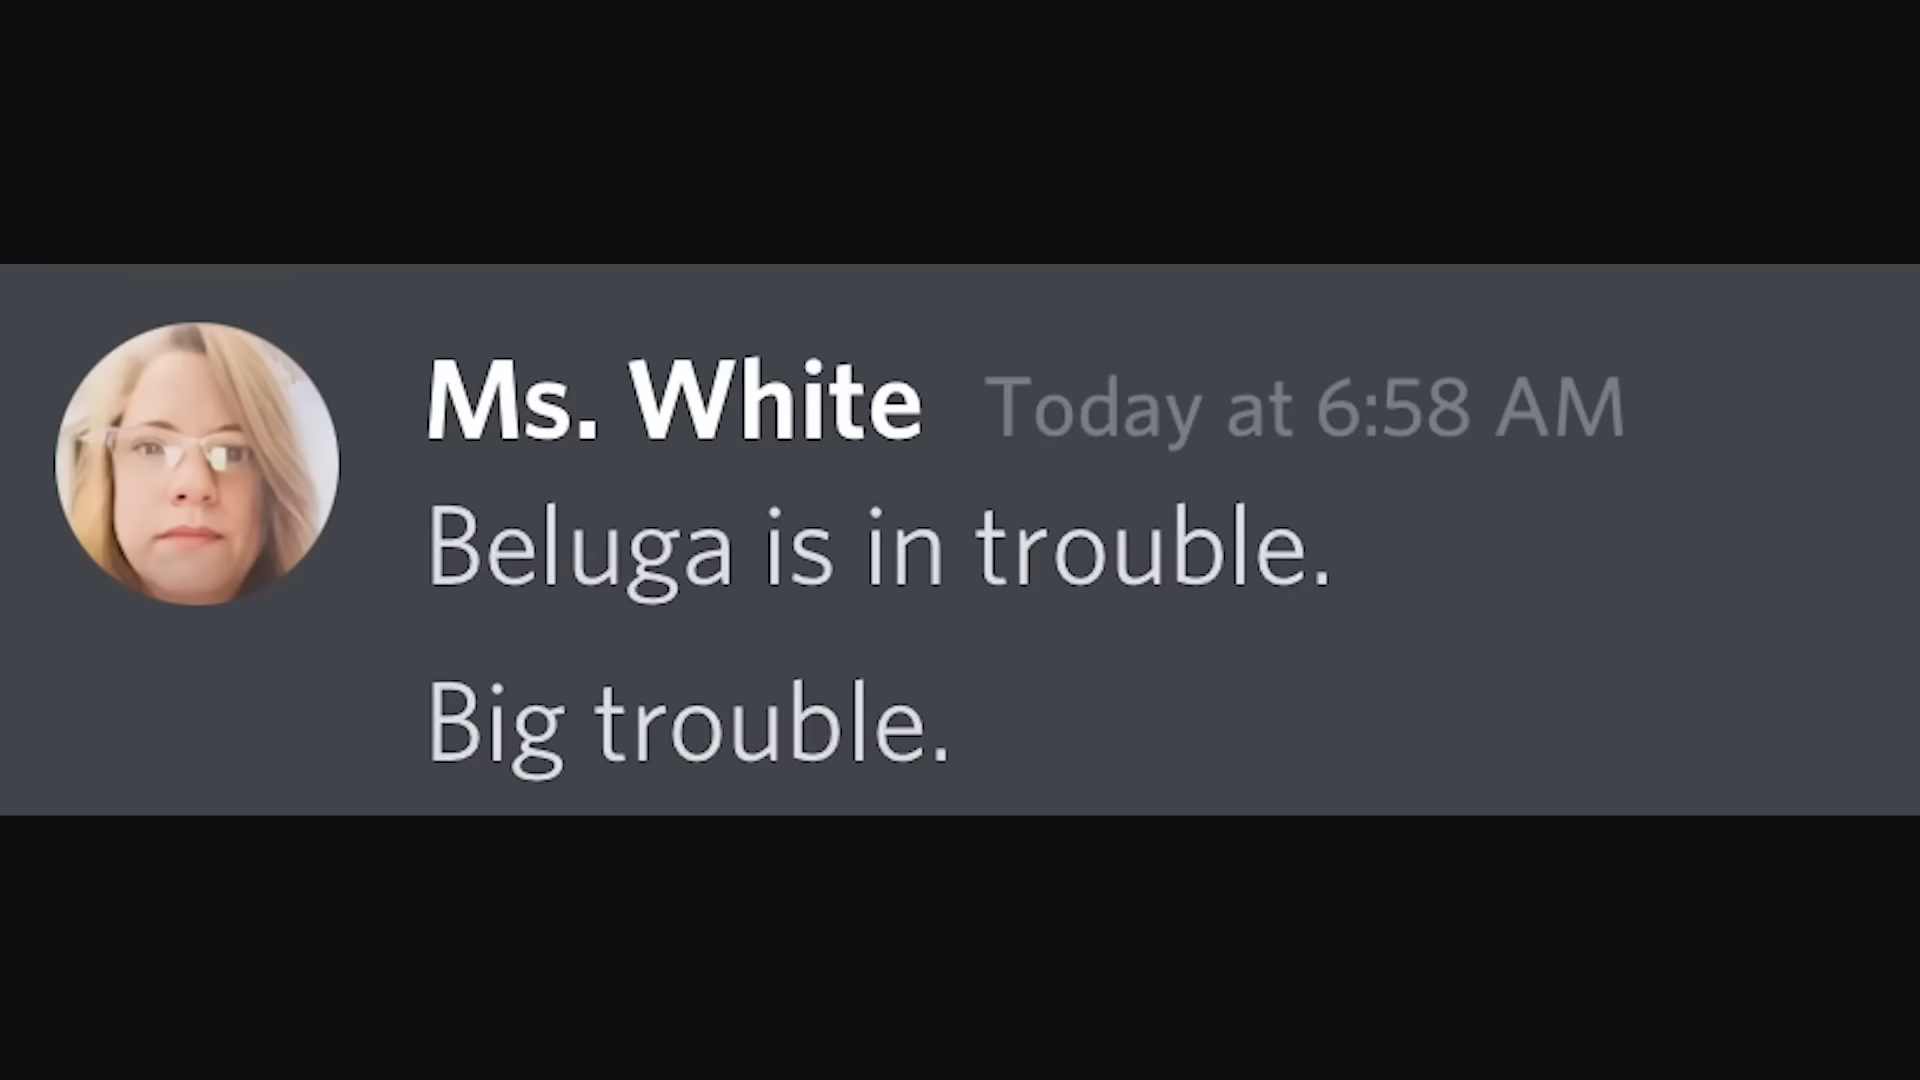 Ms. White Today at 6:58 AM
Beluga is in trouble.
Big trouble.